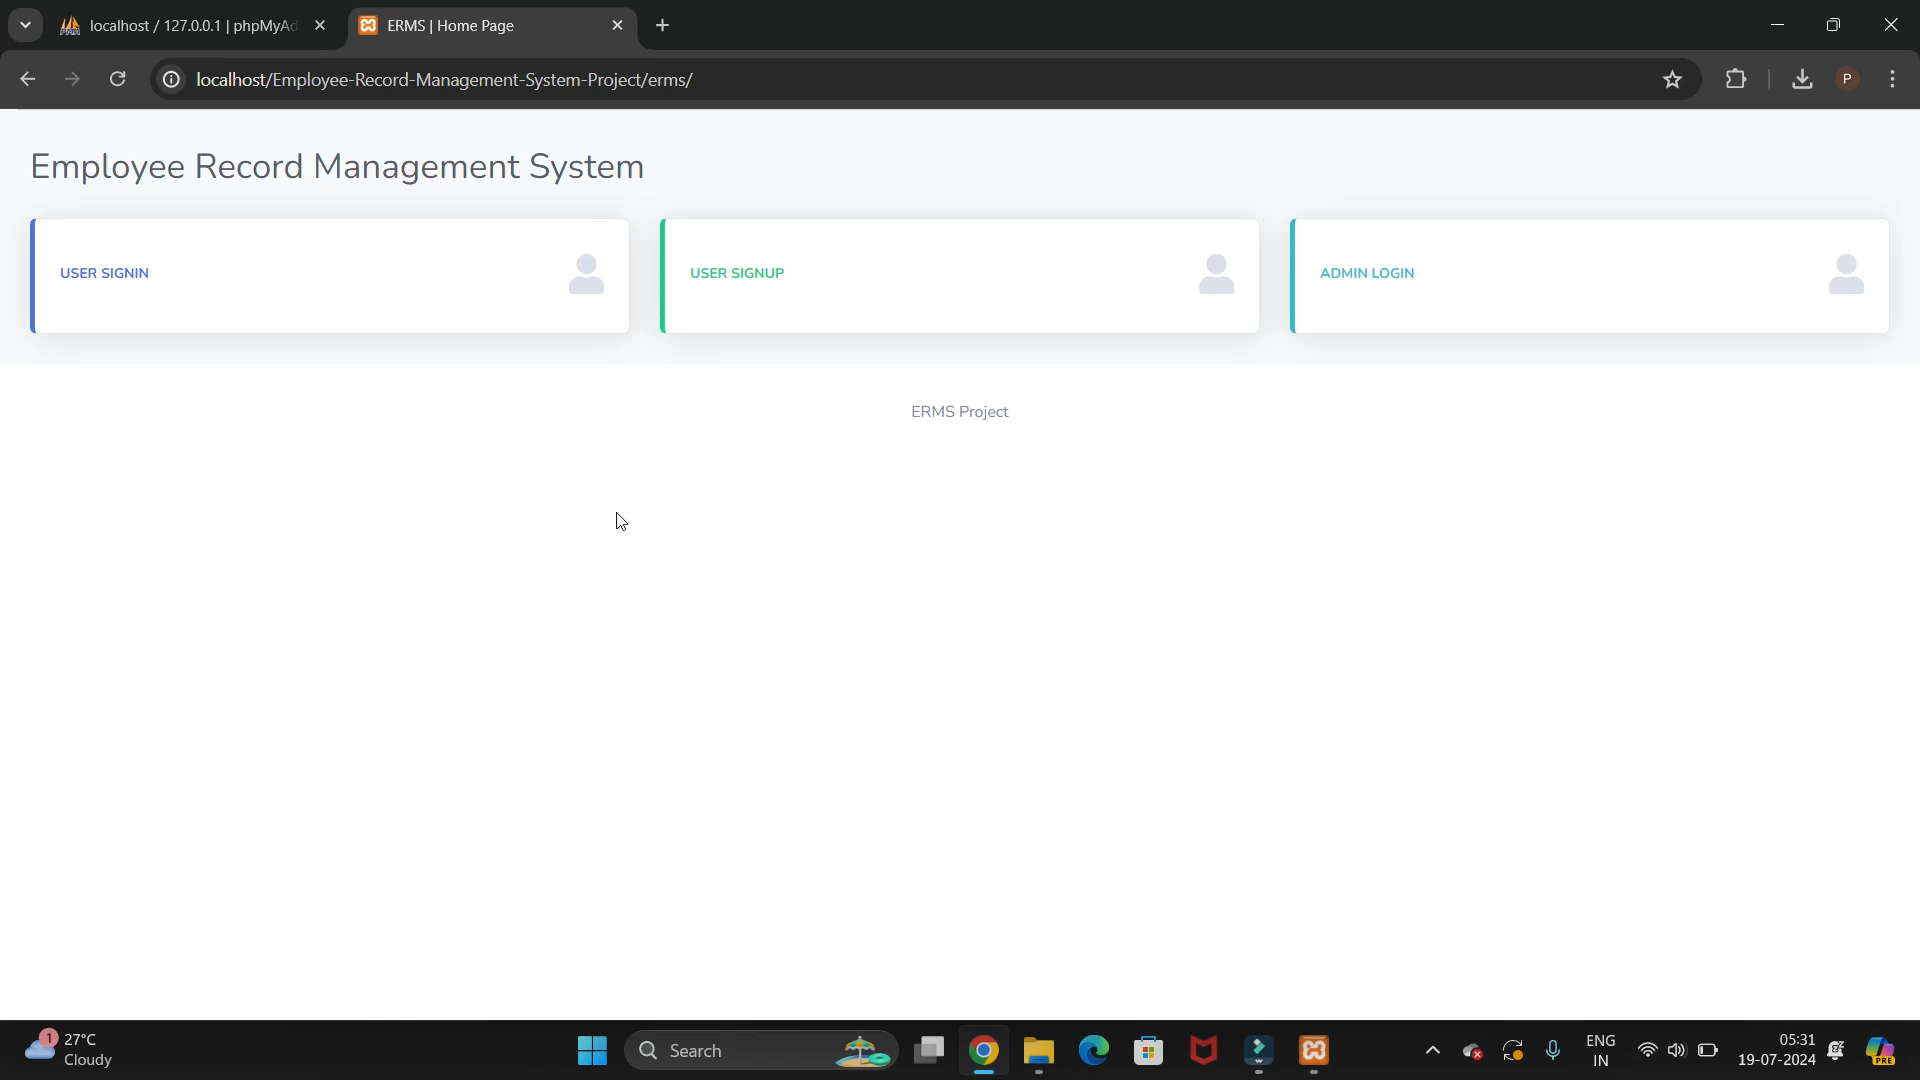 localhost / 127.0.0.1 | phpMyAd
ERMS | Home Page
localhost/Employee-Record-Management-System-Project/erms/
P
Employee Record Management System
USER SIGNIN
USER SIGNUP
ADMIN LOGIN
ERMS Project
1
27°C
Cloudy
Search
ENG
IN
05:31
19-07-2024
PRE